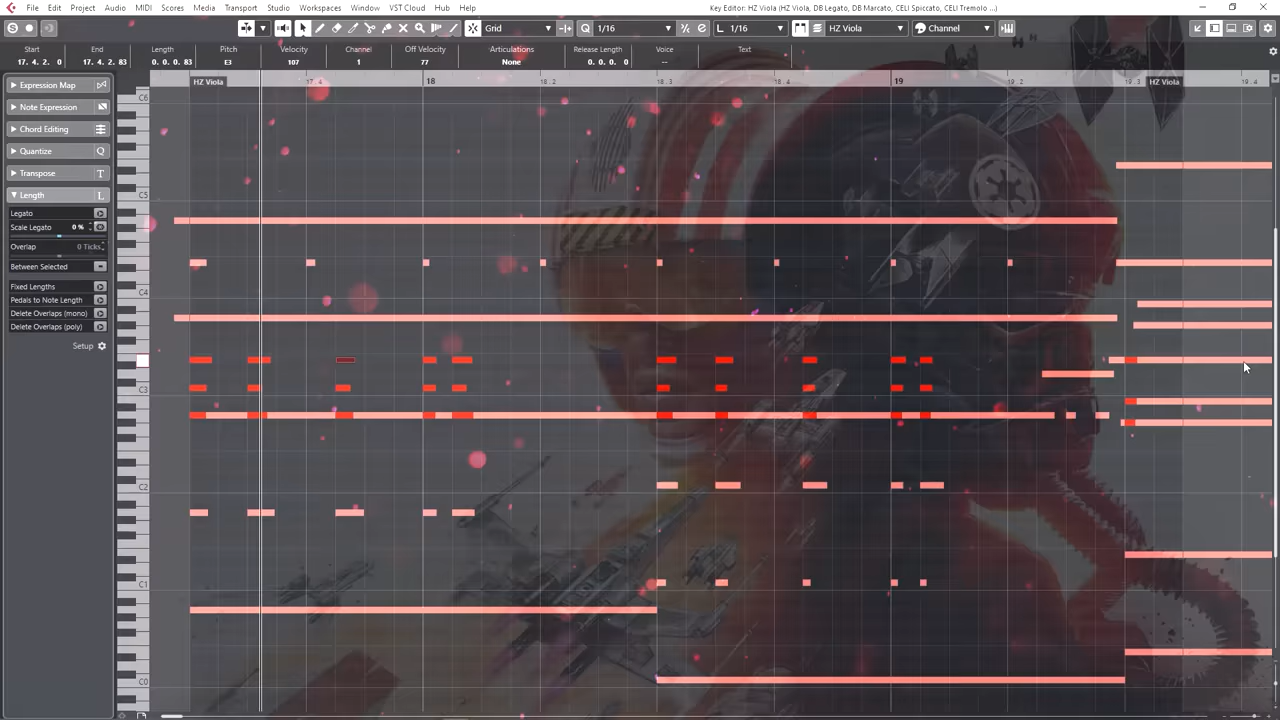 File Edit Project Audio MIDI Scores Media Transport Studio Workspaces Window VST Cloud Hub Help
Key Editor: HZ Viola (HZ Viola, DB Legato, DB Marcato, CELI Spiccato, CELI Tremolo ...)
S Grid Q 1/16 L 1/16 HZ Viola Channel
Start End Length Pitch Velocity Channel Off Velocity Articulations Release Length Voice Text
17. 4. 2. 0 17. 4. 2. 83 0. 0. 0. 83 E3 107 1 77 None 0. 0. 0. 0 --
HZ Viola 17. 4 18 18. 2 18. 3 18. 4 19 19. 2 19. 3 HZ Viola 19. 4
Expression Map
Note Expression
Chord Editing
Quantize Q
Transpose T
Length L
Legato
Scale Legato 0 %
Overlap 0 Ticks
Between Selected
Fixed Lengths
Pedals to Note Length
Delete Overlaps (mono)
Delete Overlaps (poly)
Setup
C6
C5
C4
C3
C2
C1
C0